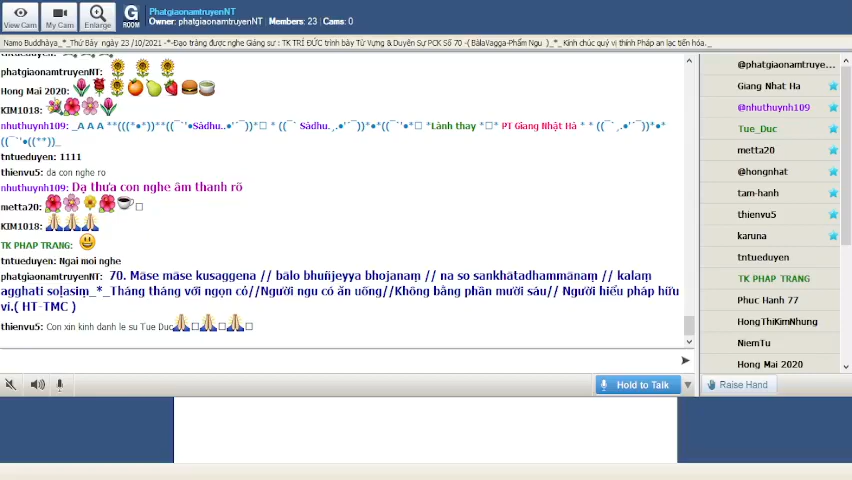 PhatgiaonamtruyenNT
Owner: phatgiaonamtruyenNT Members: 23 Cams: 0
View Cam
My Cam
Enlarge
G
ROOM
Namo Buddhàya_*_Thứ Bảy ngày 23 /10/2021 -*-Đạo tràng được nghe Giảng sư : TK TRÍ ĐỨC trình bày Từ Vựng & Duyên Sự PCK Số 70 -( BālaVagga-Phẩm Ngu )_*_ Kính chúc quý vị thính Pháp an lạc tiến hóa._
phatgiaonamtruyenNT:
Hong Mai 2020:
KIM1018:
nhuthuynh109: _A A A **(((*•*))**((¯`'•Sādhu..•'´¯))*□ * ((¯` Sādhu.,.•'´¯))*•*((¯`'•□ *Lành thay *□* PT Giang Nhật Hà * * ((¯`,.•'´¯))*•*
((¯`'•((**))_
tntueduyen: 1111
thienvu5: da con nghe ro
nhuthuynh109: Dạ thưa con nghe âm thanh rõ
metta20:
KIM1018:
TK PHAP TRANG:
tntueduyen: Ngai moi nghe
phatgiaonamtruyenNT: 70. Māse māse kusaggena // bālo bhuñjeyya bhojanaṃ // na so sankhātadhammānaṃ // kalaṃ
agghati soḷasiṃ_*_Tháng tháng với ngọn cỏ//Người ngu có ăn uống//Không bằng phần mười sáu// Người hiểu pháp hữu
vi.( HT-TMC )
thienvu5: Con xin kinh danh le su Tue Duc
Hold to Talk
@phatgiaonamtruye...
Giang Nhat Ha
@nhuthuynh109
Tue_Duc
metta20
@hongnhat
tam-hanh
thienvu5
karuna
tntueduyen
TK PHAP TRANG
Phuc Hanh 77
HongThiKimNhung
NiemTu
Hong Mai 2020
Raise Hand